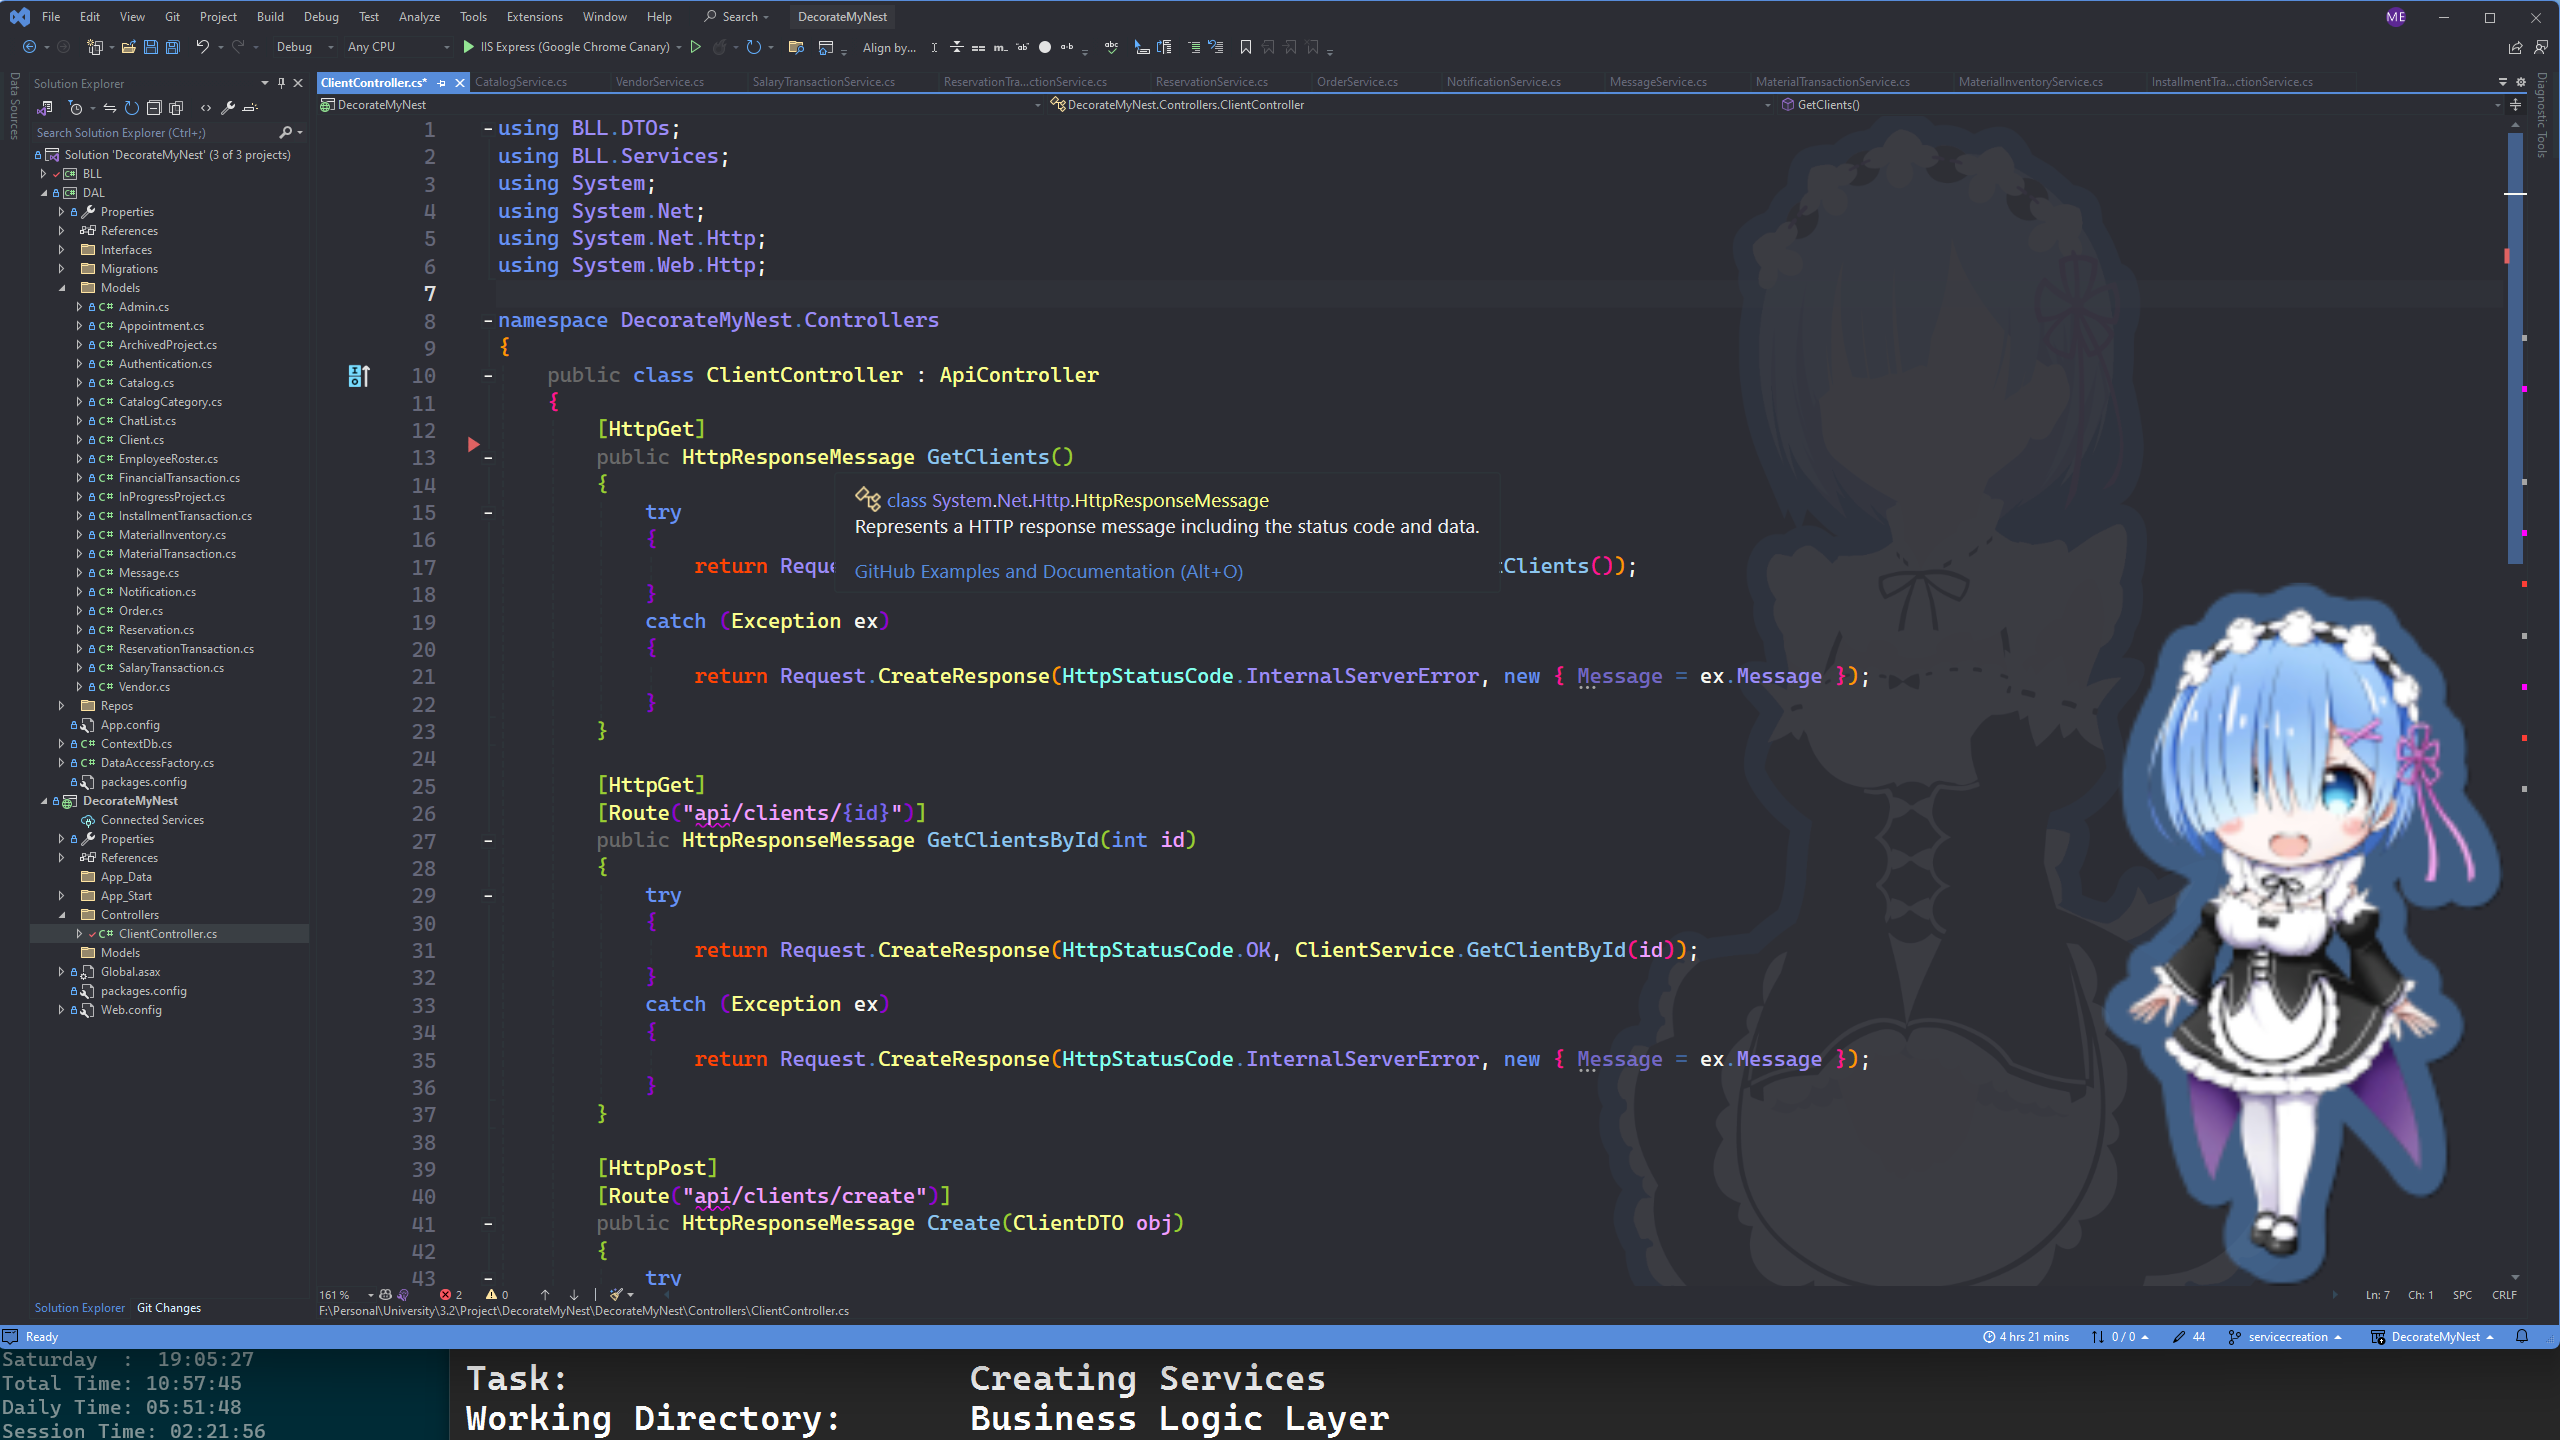 File Edit View Git Project Build Debug Test Analyze Tools Extensions Window Help Search DecorateMyNest ME
Debug Any CPU IIS Express (Google Chrome Canary) Align by...
Data Sources
Solution Explorer
Search Solution Explorer (Ctrl+;)
Solution 'DecorateMyNest' (3 of 3 projects)
BLL
DAL
Properties
References
Interfaces
Migrations
Models
C# Admin.cs
C# Appointment.cs
C# ArchivedProject.cs
C# Authentication.cs
C# Catalog.cs
C# CatalogCategory.cs
C# ChatList.cs
C# Client.cs
C# EmployeeRoster.cs
C# FinancialTransaction.cs
C# InProgressProject.cs
C# InstallmentTransaction.cs
C# MaterialInventory.cs
C# MaterialTransaction.cs
C# Message.cs
C# Notification.cs
C# Order.cs
C# Reservation.cs
C# ReservationTransaction.cs
C# SalaryTransaction.cs
C# Vendor.cs
Repos
App.config
C# ContextDb.cs
C# DataAccessFactory.cs
packages.config
DecorateMyNest
Connected Services
Properties
References
App_Data
App_Start
Controllers
C# ClientController.cs
Models
Global.asax
packages.config
Web.config
Solution Explorer Git Changes
ClientController.cs* CatalogService.cs VendorService.cs SalaryTransactionService.cs ReservationTra...ctionService.cs ReservationService.cs OrderService.cs NotificationService.cs MessageService.cs MaterialTransactionService.cs MaterialInventoryService.cs InstallmentTra...ctionService.cs
DecorateMyNest DecorateMyNest.Controllers.ClientController GetClients()
Diagnostic Tools
1 using BLL.DTOs;
2 using BLL.Services;
3 using System;
4 using System.Net;
5 using System.Net.Http;
6 using System.Web.Http;
7
8 namespace DecorateMyNest.Controllers
9 {
10 public class ClientController : ApiController
11 {
12 [HttpGet]
13 public HttpResponseMessage GetClients()
14 {
class System.Net.Http.HttpResponseMessage
Represents a HTTP response message including the status code and data.
GitHub Examples and Documentation (Alt+O)
15 try
16 {
17 return Reque tClients());
18 }
19 catch (Exception ex)
20 {
21 return Request.CreateResponse(HttpStatusCode.InternalServerError, new { Message = ex.Message });
22 }
23 }
24
25 [HttpGet]
26 [Route("api/clients/{id}")]
27 public HttpResponseMessage GetClientsById(int id)
28 {
29 try
30 {
31 return Request.CreateResponse(HttpStatusCode.OK, ClientService.GetClientById(id));
32 }
33 catch (Exception ex)
34 {
35 return Request.CreateResponse(HttpStatusCode.InternalServerError, new { Message = ex.Message });
36 }
37 }
38
39 [HttpPost]
40 [Route("api/clients/create")]
41 public HttpResponseMessage Create(ClientDTO obj)
42 {
43 try
161 % 2 0 Ln: 7 Ch: 1 SPC CRLF
F:\Personal\University\3.2\Project\DecorateMyNest\DecorateMyNest\Controllers\ClientController.cs
Ready 4 hrs 21 mins 0 / 0 44 servicecreation DecorateMyNest
Saturday : 19:05:27
Total Time: 10:57:45
Daily Time: 05:51:48
Session Time: 02:21:56
Task: Creating Services
Working Directory: Business Logic Layer